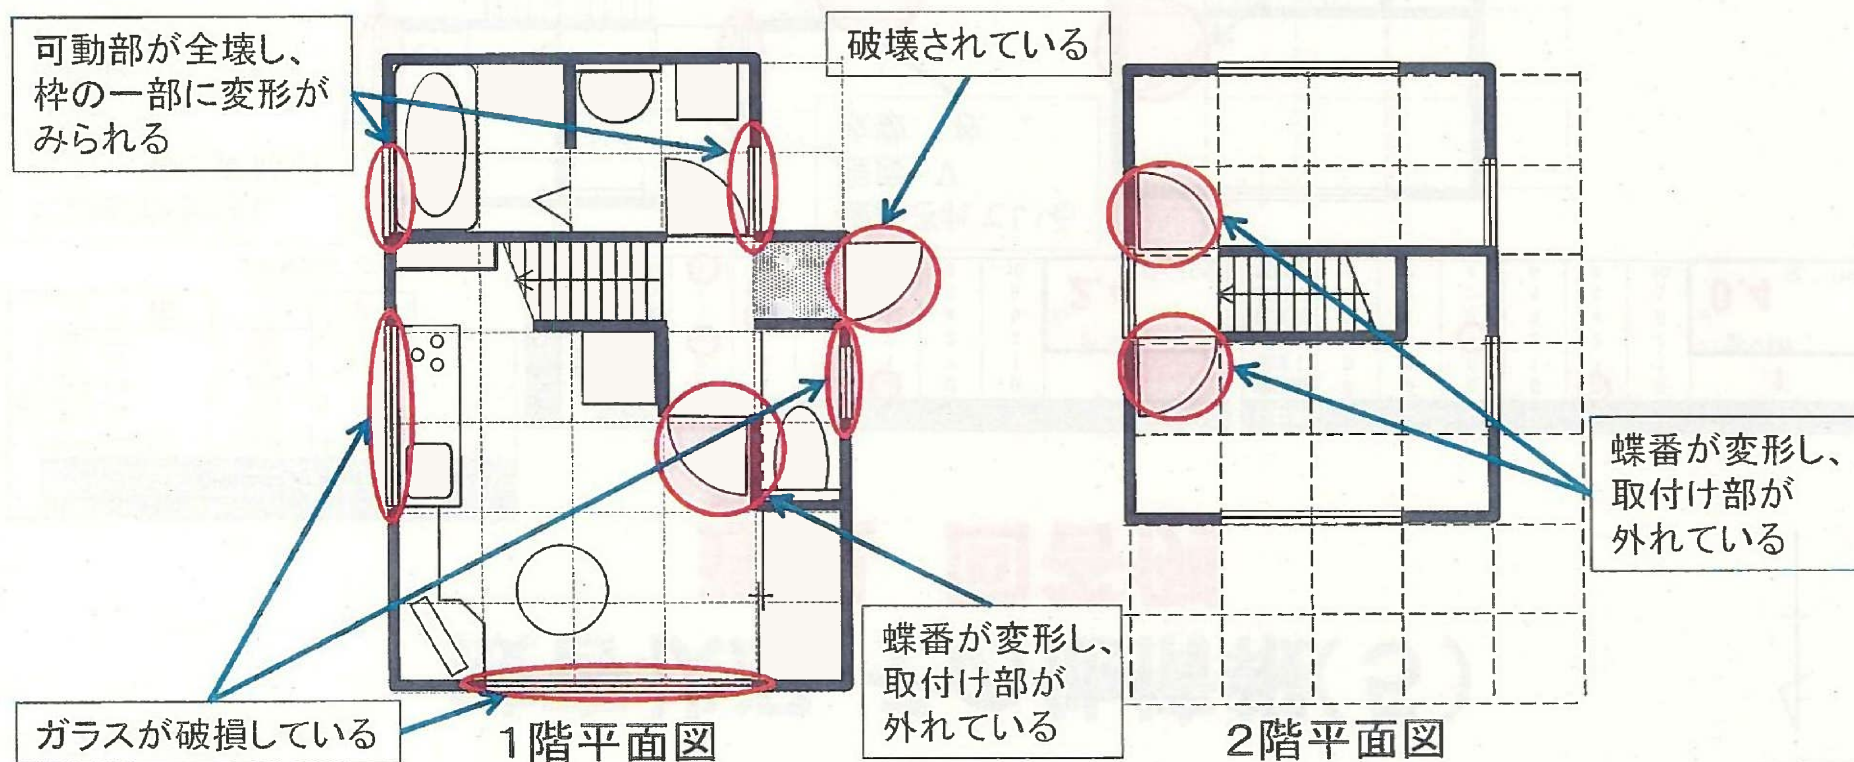 可動部が全壊し、
枠の一部に変形が
みられる
破壊されている
蝶番が変形し、
取付け部が
外れている
蝶番が変形し、
取付け部が
外れている
ガラスが破損している
1階平面図
2階平面図